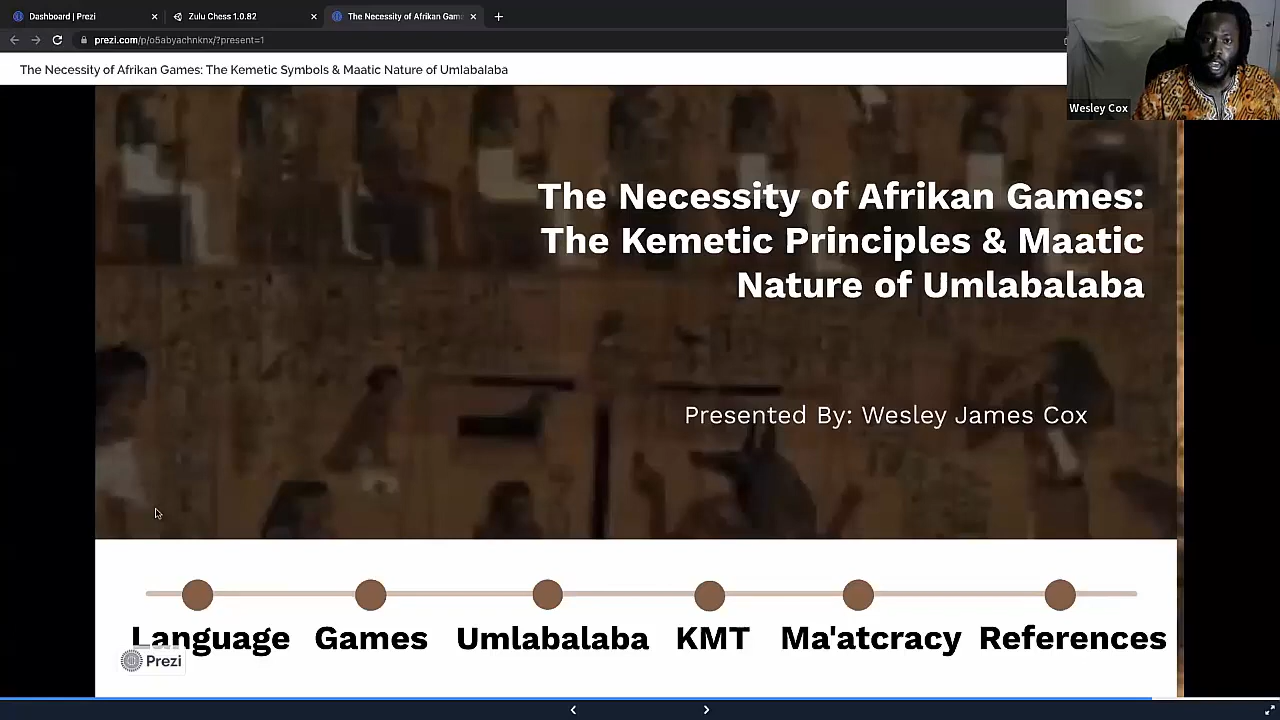 Dashboard | Prezi
Zulu Chess 1.0.82
The Necessity of Afrikan Game
prezi.com/p/o5abyachnknx/?present=1
The Necessity of Afrikan Games: The Kemetic Symbols & Maatic Nature of Umlabalaba
Wesley Cox
The Necessity of Afrikan Games:
The Kemetic Principles & Maatic
Nature of Umlabalaba
Presented By: Wesley James Cox
Language Games Umlabalaba KMT Ma'atcracy References
Prezi